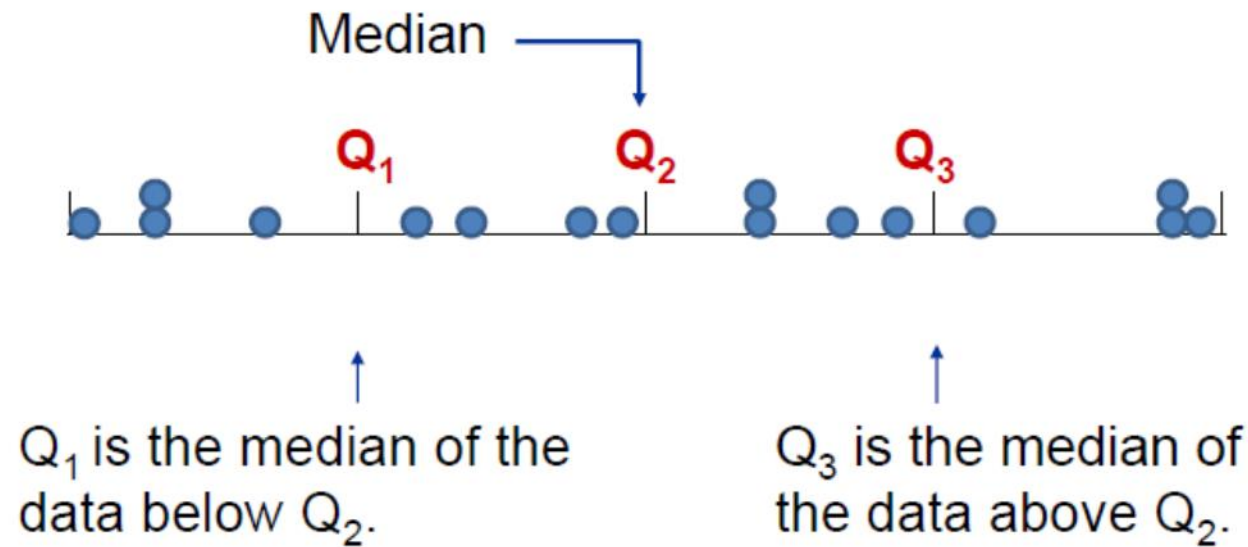 Median
Q₁ Q₂ Q₃
Q₁ is the median of the
data below Q₂.
Q₃ is the median of
the data above Q₂.